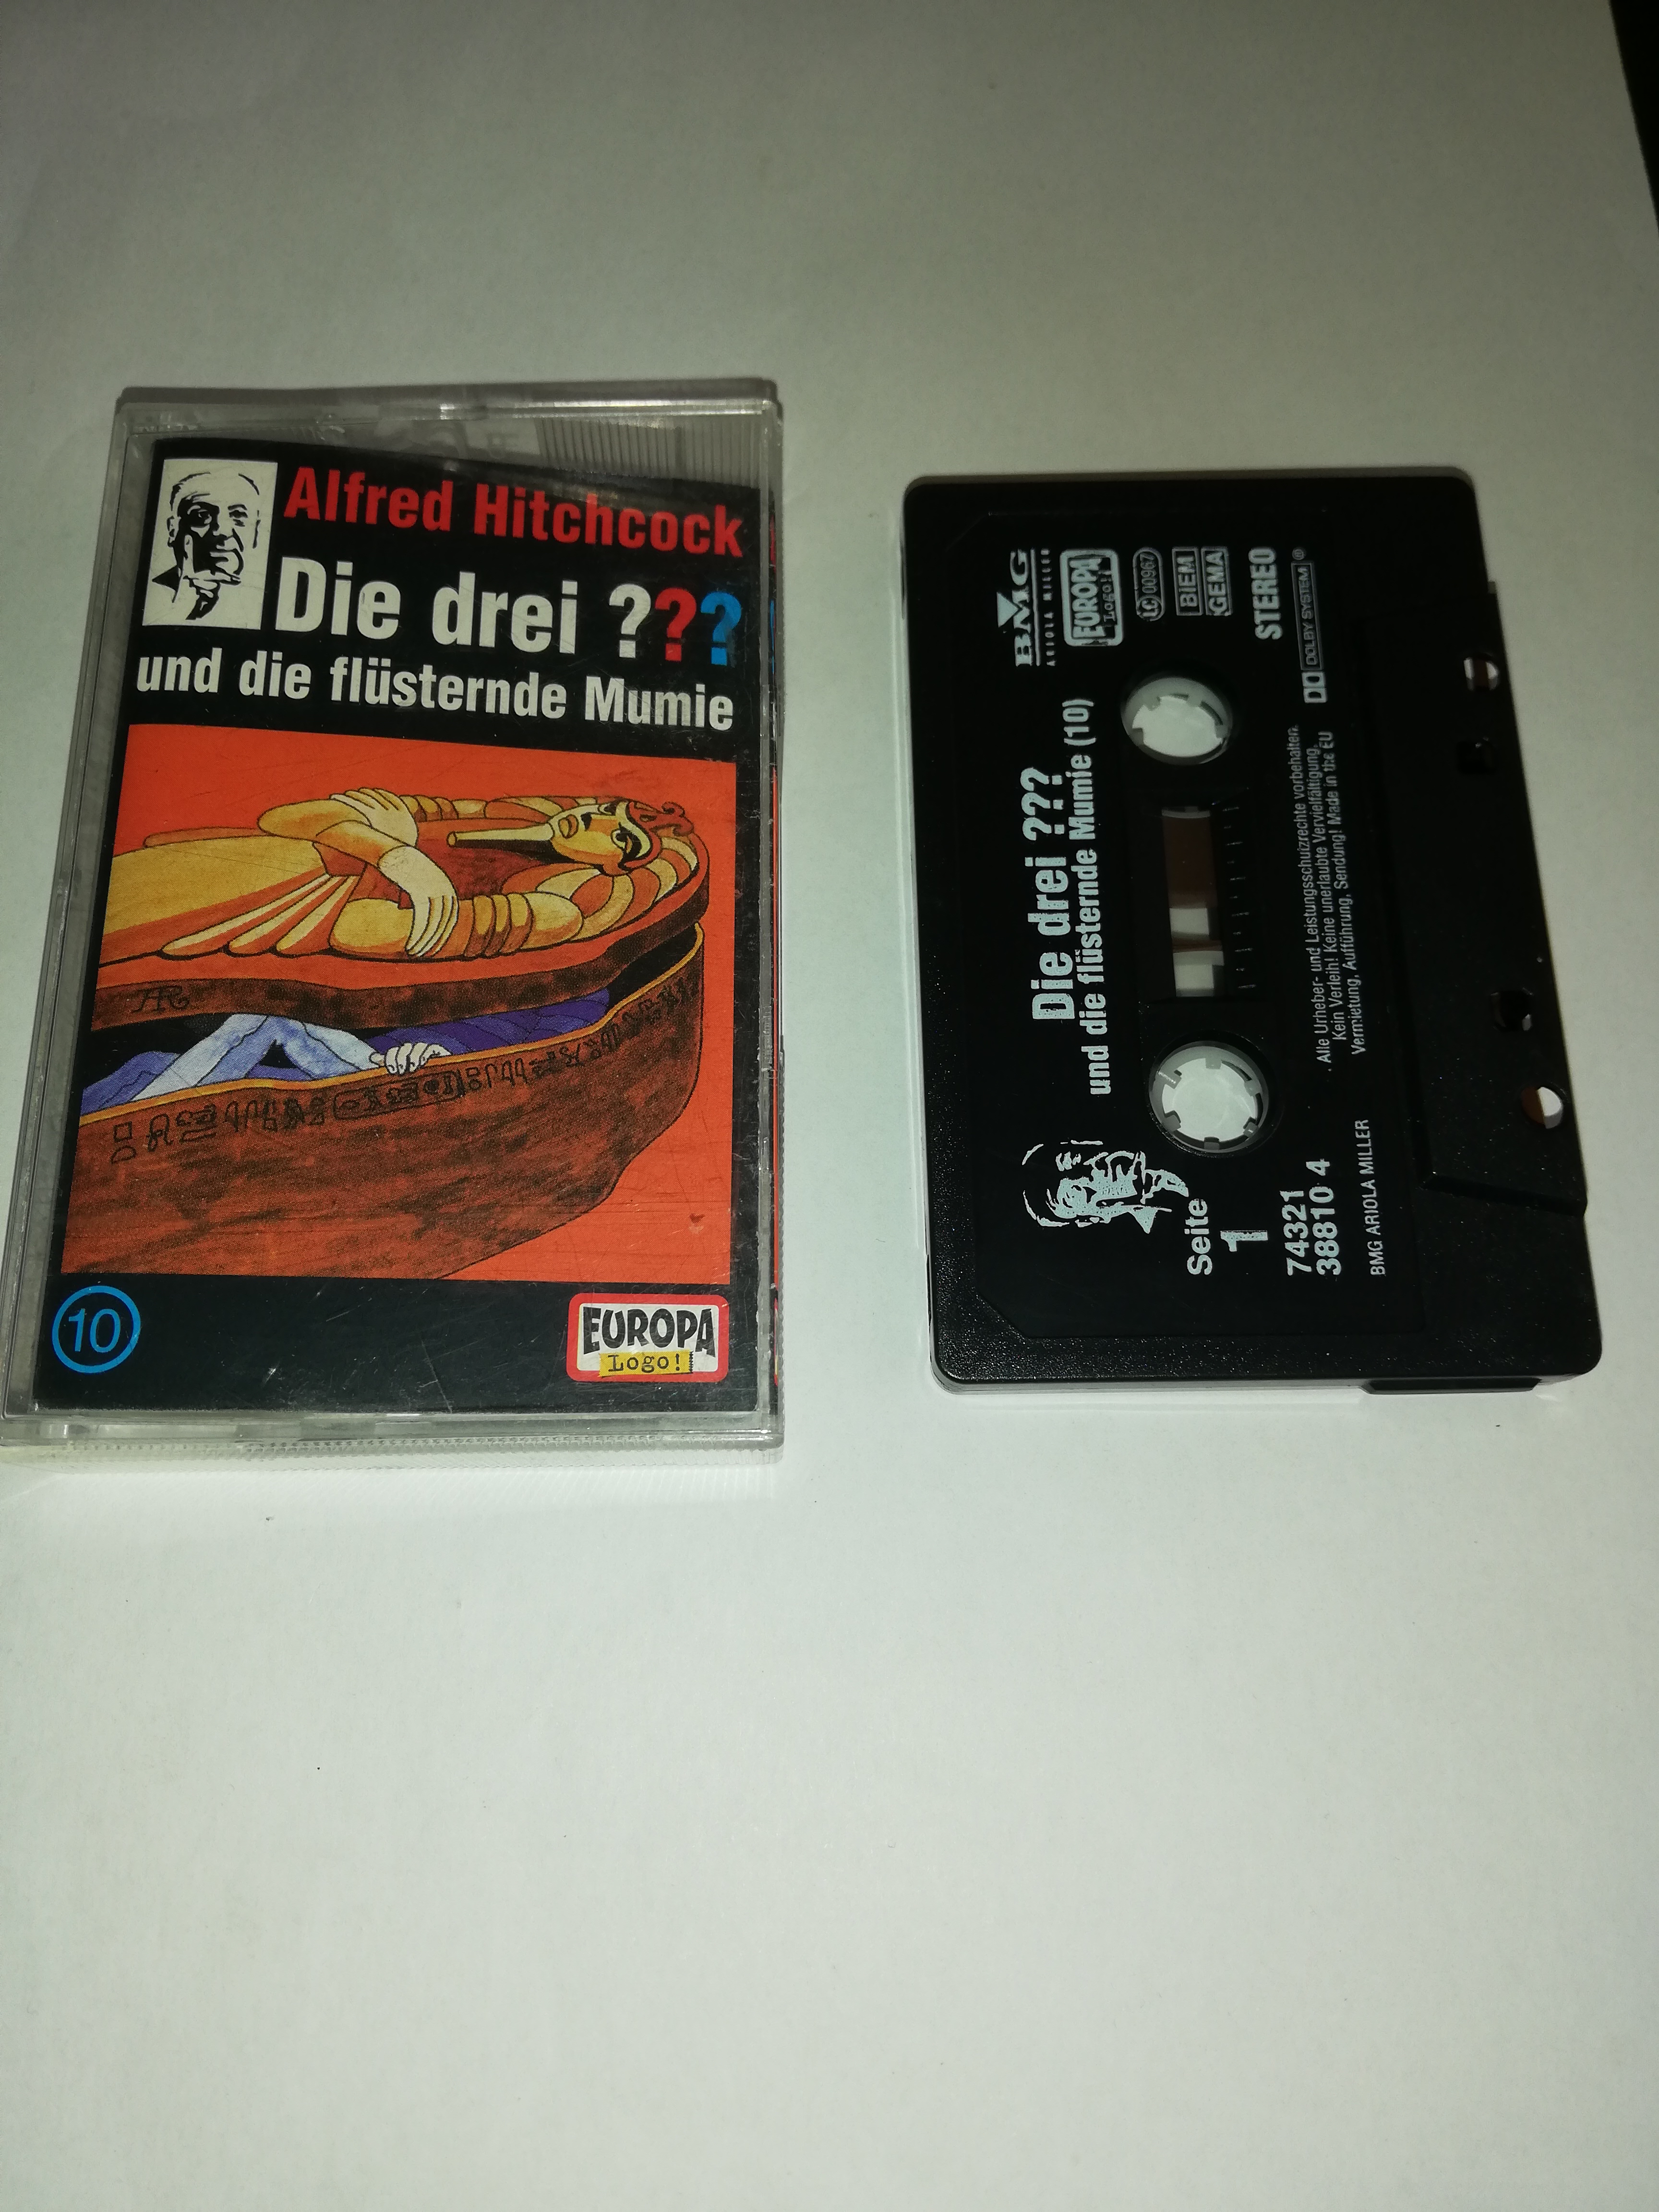 Alfred Hitchcock
Die drei ???
und die flüsternde Mumie
AR
10
EUROPA
Logo!
BMG
ARIOLA MILLER
EUROPA
Logo!
LC 00967
BIEM
GEMA
STEREO
DOLBY SYSTEM ®
Die drei ???
und die flüsternde Mumie (10)
Seite
1
74321
38810 4
BMG ARIOLA MILLER
Alle Urheber- und Leistungsschutzrechte vorbehalten.
Kein Verleih! Keine unerlaubte Vervielfältigung,
Vermietung, Aufführung, Sendung! Made in the EU